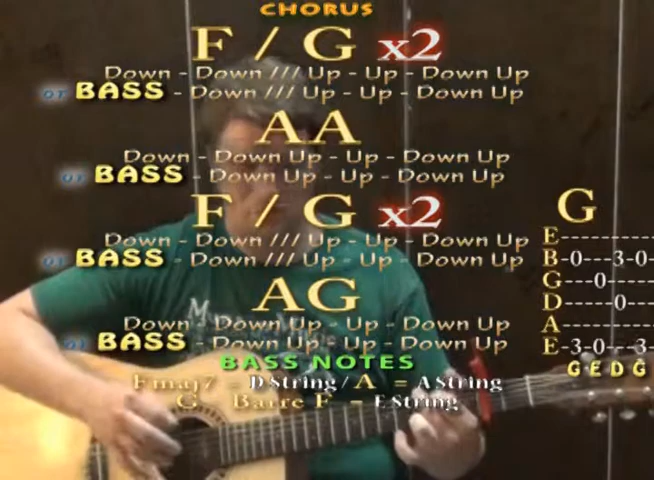 CHORUS
F / G x2
Down - Down /// Up - Up - Down Up
or BASS - Down /// Up - Up - Down Up
AA
Down - Down Up - Up - Down Up
or BASS - Down Up - Up - Down Up
F / G x2
Down - Down /// Up - Up - Down Up
or BASS - Down /// Up - Up - Down Up
AG
Down - Down Up - Up - Down Up
or BASS - Down Up - Up - Down Up
BASS NOTES
Fmaj7 = D String / A = A String
G Barre F = E String
G
E--------
B-0---3-0-
G---0----
D-----0---
A--------
E-3-0---3-
G E D G